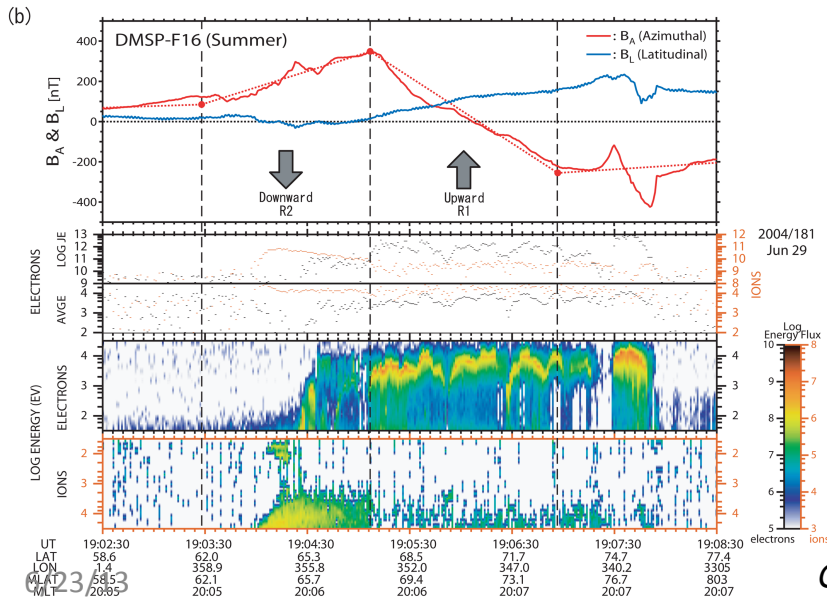 (b)
DMSP-F16 (Summer)
: B_A (Azimuthal)
: B_L (Latitudinal)
B_A & B_L [nT]
400
200
0
-200
-400
Downward
R2
Upward
R1
2004/181
Jun 29
ELECTRONS
LOG JE
13
12
11
10
9
12
11
10
9
8
IONS
AVGE
4
3
2
4
3
2
LOG ENERGY (EV)
ELECTRONS
4
3
2
IONS
2
3
4
Log
Energy Flux
10
9
8
7
6
5
8
7
6
5
4
3
electrons
ions
UT 19:02:30 19:03:30 19:04:30 19:05:30 19:06:30 19:07:30 19:08:30
LAT 58.6 62.0 65.3 68.5 71.7 74.7 77.4
LON 1.4 358.9 355.8 352.0 347.0 340.2 3305
MLAT 58.3 62.1 65.7 69.4 73.1 76.7 803
MLT 20:05 20:05 20:06 20:06 20:07 20:07 20:07
6/23/13